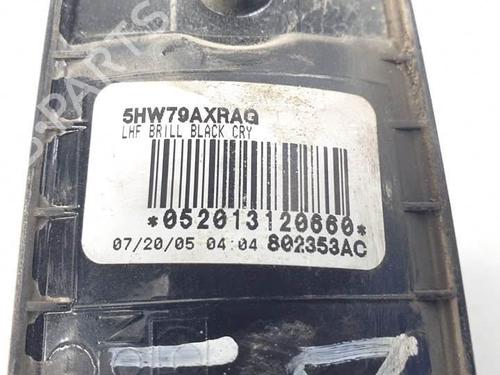 5HW79AXRAG
LHF BRILL BLACK CRY
*052013120660*
07/20/05 04:04 802353AC